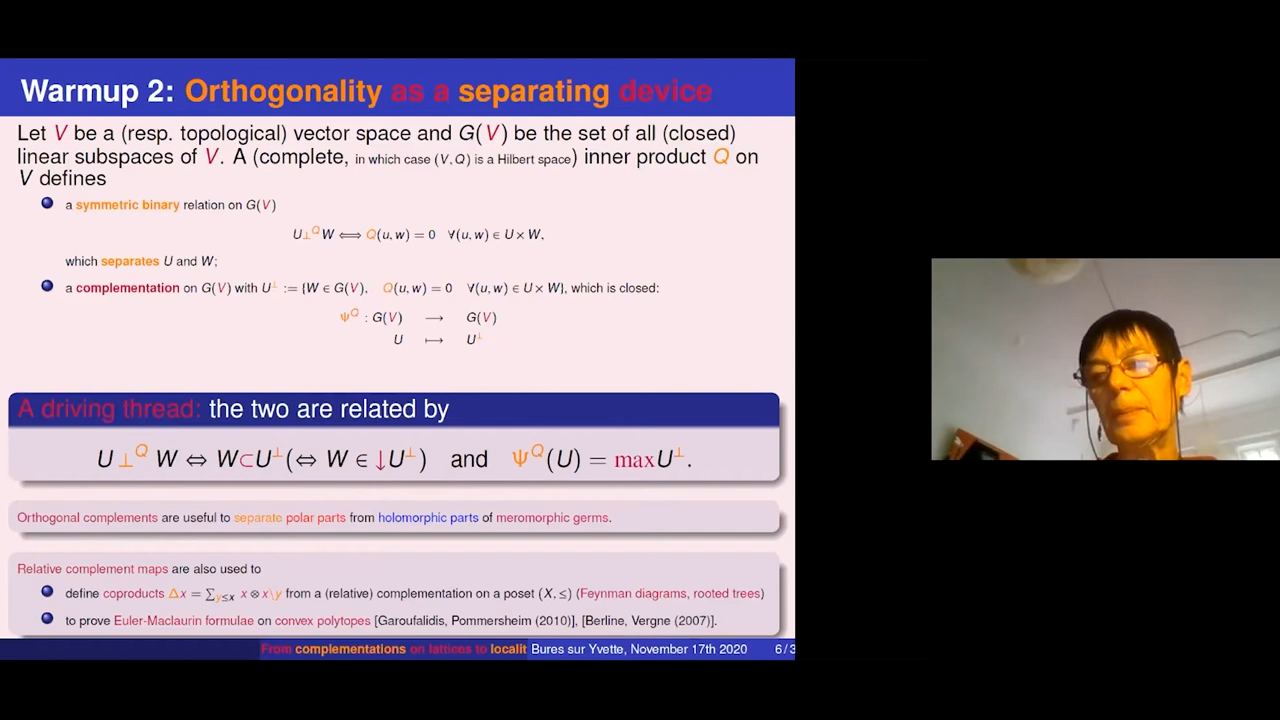 Warmup 2: Orthogonality as a separating device
Let V be a (resp. topological) vector space and G(V) be the set of all (closed)
linear subspaces of V. A (complete, in which case (V, Q) is a Hilbert space) inner product Q on
V defines
a symmetric binary relation on G(V)
U⊥^Q W ⟺ Q(u, w) = 0 ∀(u, w) ∈ U × W,
which separates U and W;
a complementation on G(V) with U^⊥ := {W ∈ G(V), Q(u, w) = 0 ∀(u, w) ∈ U × W}, which is closed:
Ψ^Q : G(V) ⟶ G(V)
U ⟼ U^⊥
A driving thread: the two are related by
U ⊥^Q W ⇔ W⊂U^⊥(⇔ W ∈ ↓U^⊥) and Ψ^Q(U) = maxU^⊥.
Orthogonal complements are useful to separate polar parts from holomorphic parts of meromorphic germs.
Relative complement maps are also used to
define coproducts Δx = ∑_{y≤x} x ⊗ x\y from a (relative) complementation on a poset (X, ≤) (Feynman diagrams, rooted trees)
to prove Euler-Maclaurin formulae on convex polytopes [Garoufalidis, Pommersheim (2010)], [Berline, Vergne (2007)].
From complementations on lattices to localit Bures sur Yvette, November 17th 2020 6/3